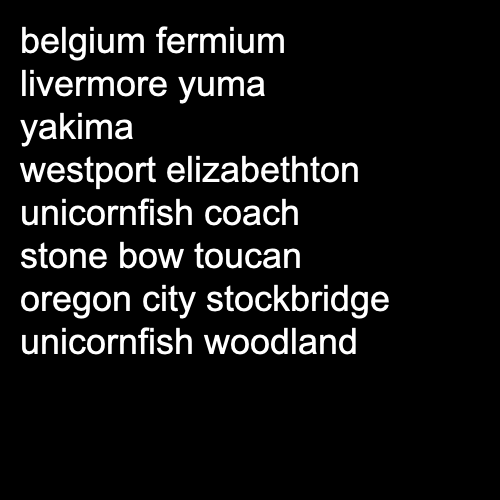 belgium fermium
livermore yuma
yakima
westport elizabethton
unicornfish coach
stone bow toucan
oregon city stockbridge
unicornfish woodland